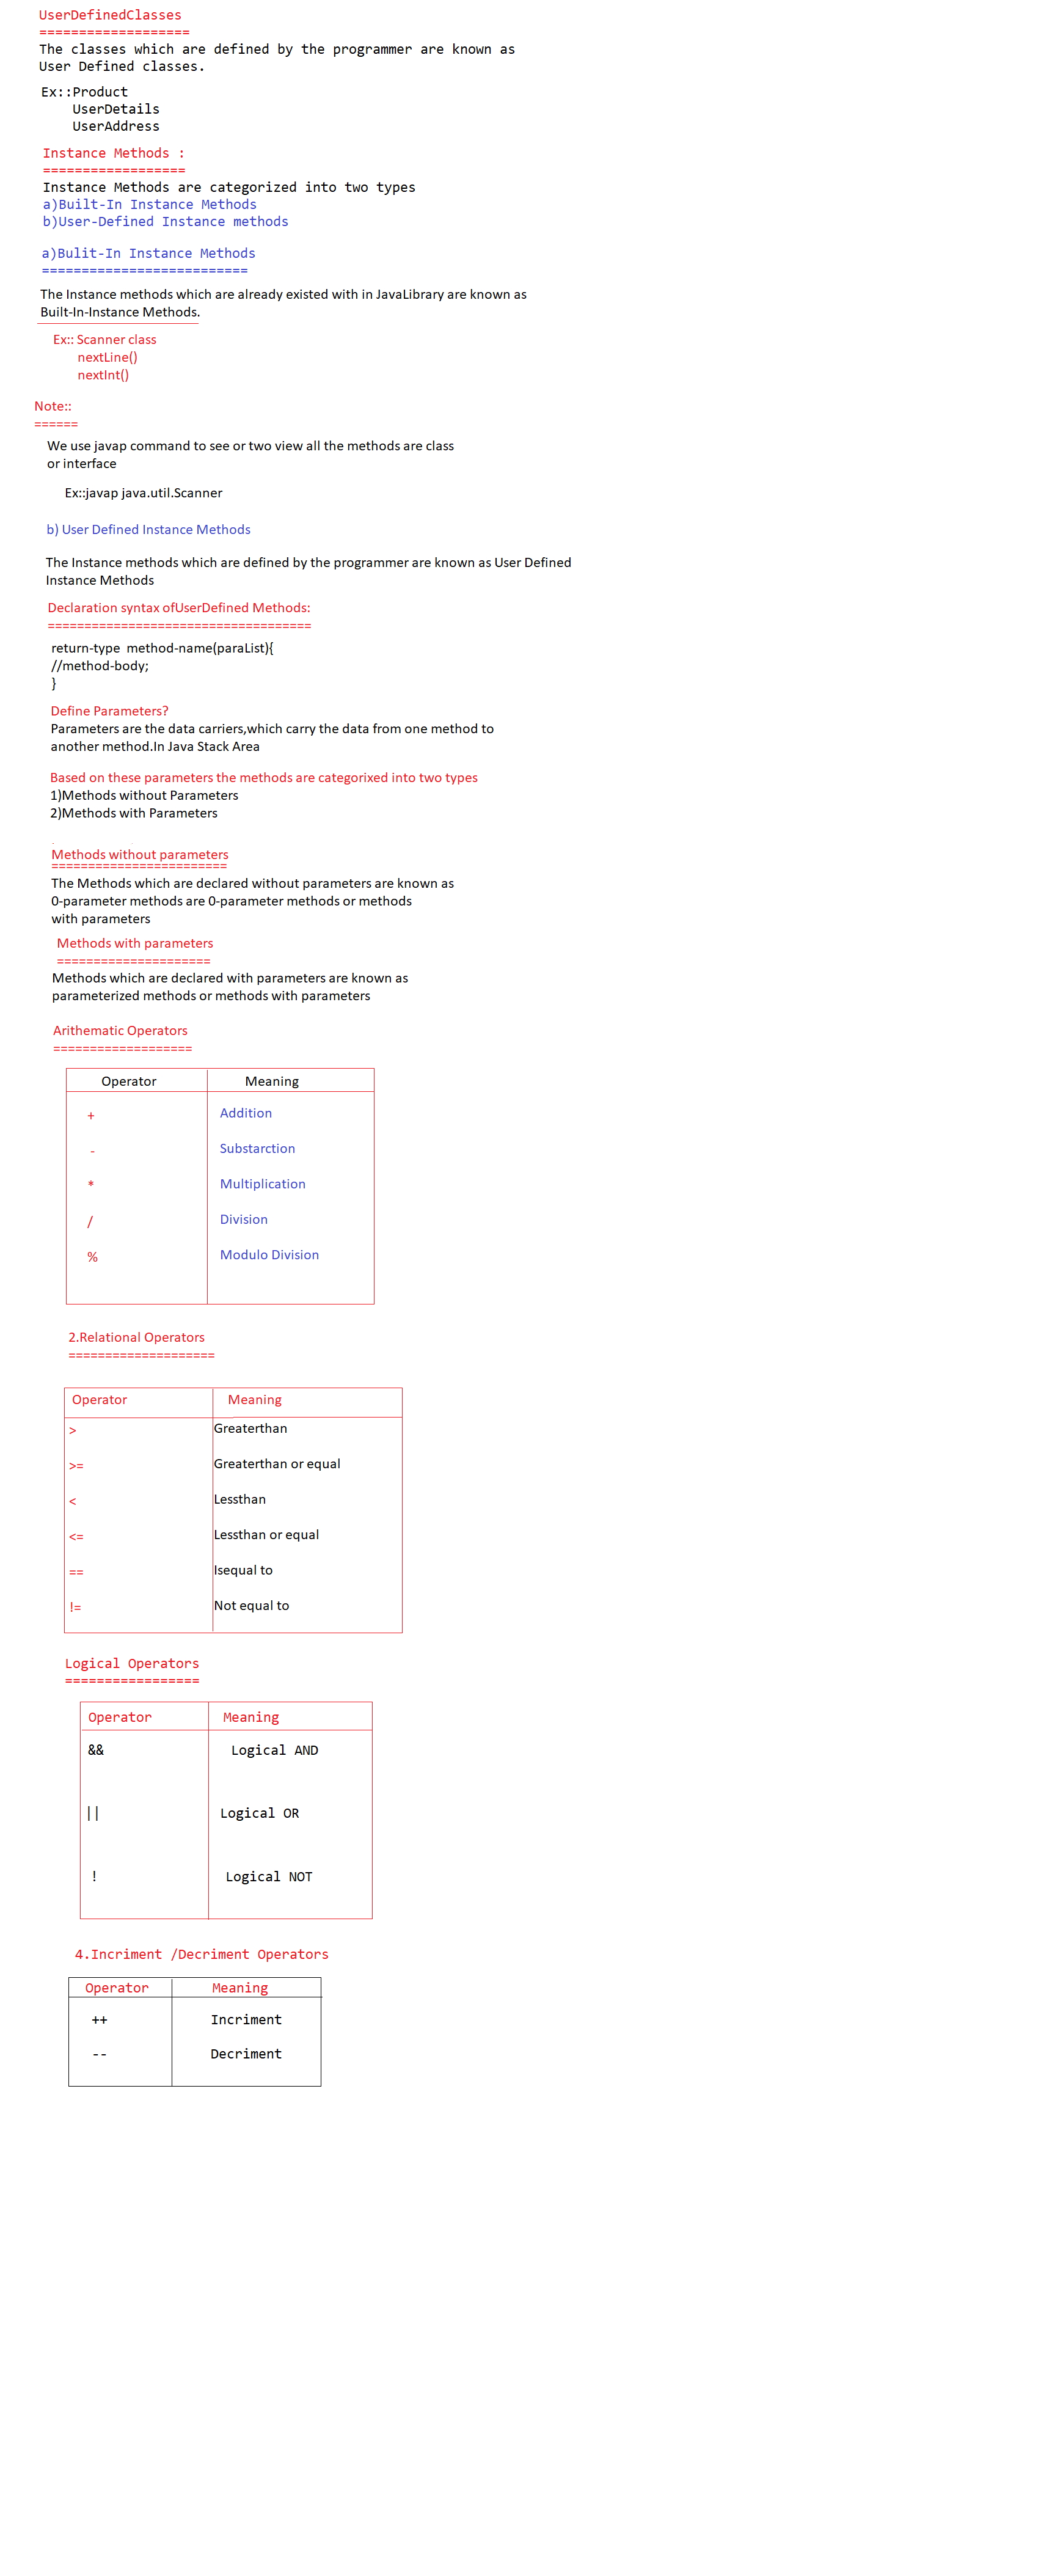 UserDefinedClasses
===================
The classes which are defined by the programmer are known as
User Defined classes.
Ex::Product
UserDetails
UserAddress
Instance Methods :
==================
Instance Methods are categorized into two types
a)Built-In Instance Methods
b)User-Defined Instance methods
a)Bulit-In Instance Methods
==========================
The Instance methods which are already existed with in JavaLibrary are known as
Built-In-Instance Methods.
Ex:: Scanner class
nextLine()
nextInt()
Note::
======
We use javap command to see or two view all the methods are class
or interface
Ex::javap java.util.Scanner
b) User Defined Instance Methods
The Instance methods which are defined by the programmer are known as User Defined
Instance Methods
Declaration syntax ofUserDefined Methods:
====================================
return-type  method-name(paraList){
//method-body;
}
Define Parameters?
Parameters are the data carriers,which carry the data from one method to
another method.In Java Stack Area
Based on these parameters the methods are categorixed into two types
1)Methods without Parameters
2)Methods with Parameters
Methods without parameters
========================
The Methods which are declared without parameters are known as
0-parameter methods are 0-parameter methods or methods
with parameters
Methods with parameters
=====================
Methods which are declared with parameters are known as
parameterized methods or methods with parameters
Arithematic Operators
===================
Operator Meaning
+ Addition
- Substarction
* Multiplication
/ Division
% Modulo Division
2.Relational Operators
====================
Operator Meaning
> Greaterthan
>= Greaterthan or equal
< Lessthan
<= Lessthan or equal
== Isequal to
!= Not equal to
Logical Operators
=================
Operator Meaning
&& Logical AND
|| Logical OR
! Logical NOT
4.Incriment /Decriment Operators
Operator Meaning
++ Incriment
-- Decriment